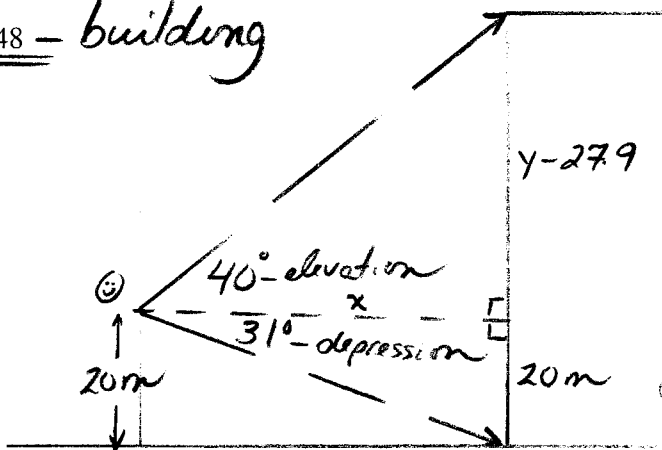 48 – building
y-27.9
40°-elevation
x
31°-depression
20m
20m